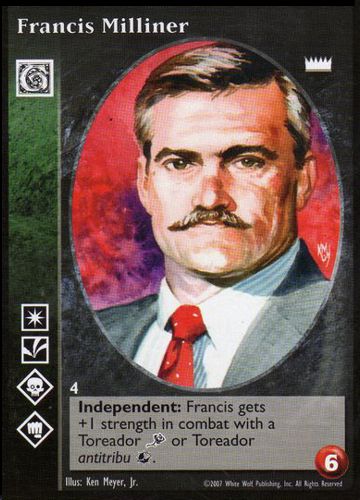 Francis Milliner
4
Independent: Francis gets
+1 strength in combat with a
Toreador or Toreador
antitribu .
6
Illus: Ken Meyer, Jr.
©2007 White Wolf Publishing, Inc. All Rights Reserved